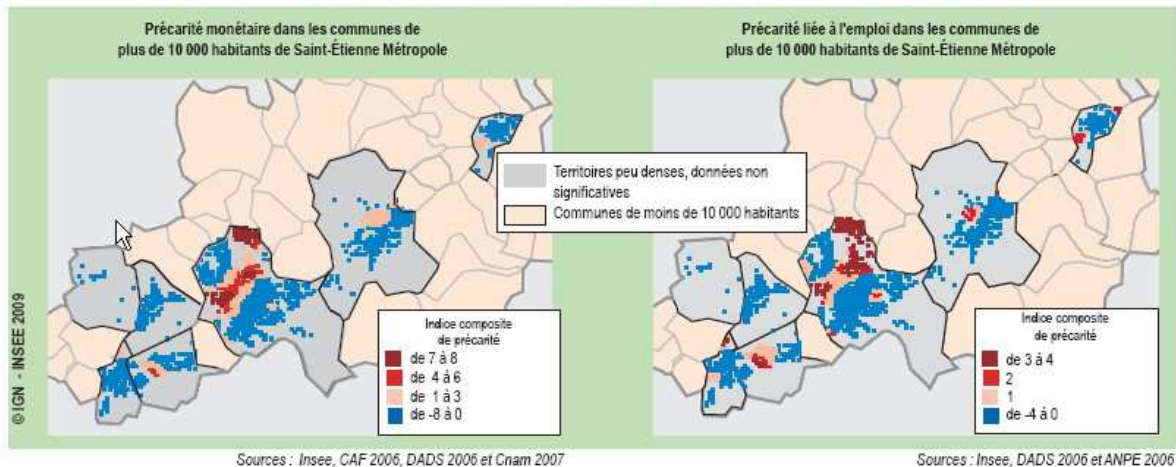 Précarité monétaire dans les communes de
plus de 10 000 habitants de Saint-Étienne Métropole
Précarité liée à l'emploi dans les communes de
plus de 10 000 habitants de Saint-Étienne Métropole
Territoires peu denses, données non
significatives
Communes de moins de 10 000 habitants
Indice composite
de précarité
de 7 à 8
de 4 à 6
de 1 à 3
de -8 à 0
Indice composite
de précarité
de 3 à 4
2
1
de -4 à 0
© IGN - INSEE 2009
Sources : Insee, CAF 2006, DADS 2006 et Cnam 2007
Sources : Insee, DADS 2006 et ANPE 2006